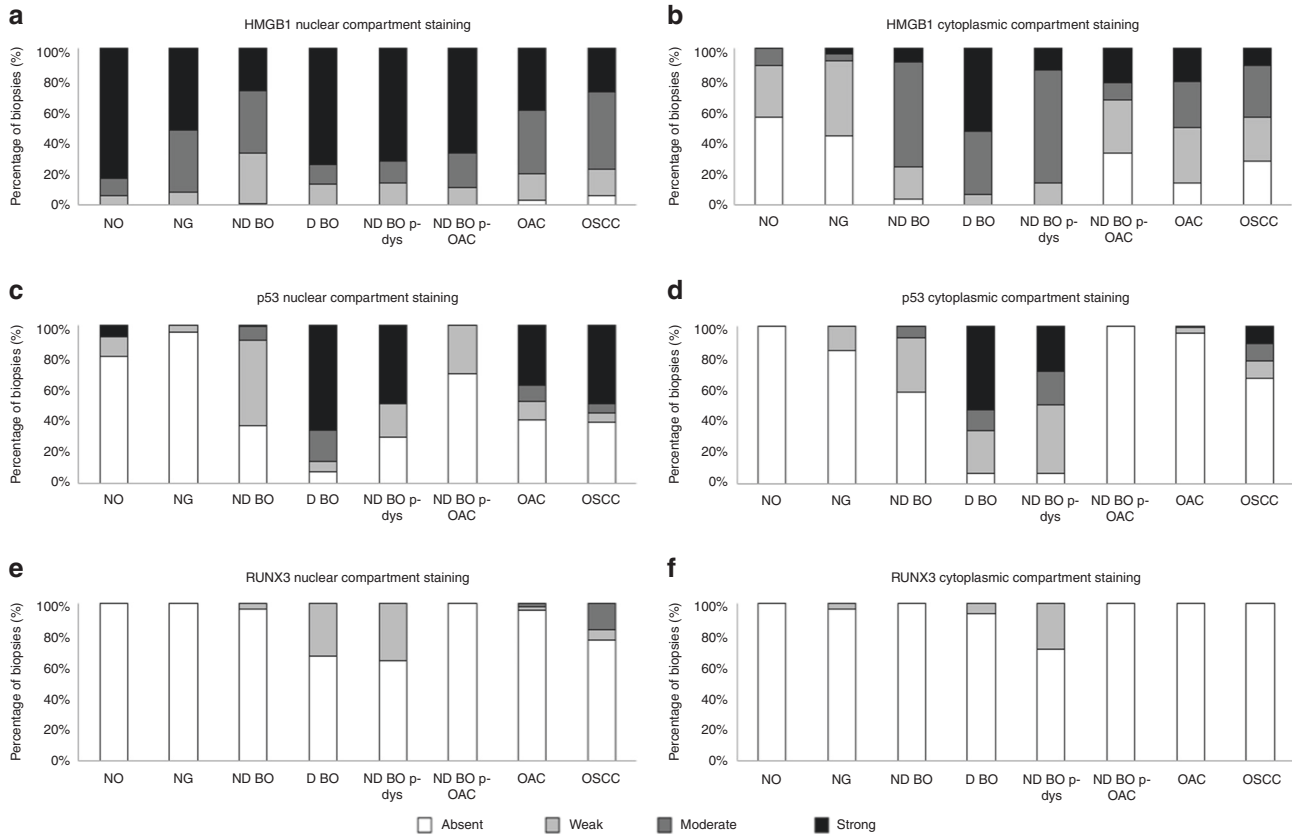 a
HMGB1 nuclear compartment staining
Percentage of biopsies (%)
100%
80%
60%
40%
20%
0%
NO NG ND BO D BO ND BO p-dys ND BO p-OAC OAC OSCC
b
HMGB1 cytoplasmic compartment staining
Percentage of biopsies (%)
100%
80%
60%
40%
20%
0%
NO NG ND BO D BO ND BO p-dys ND BO p-OAC OAC OSCC
c
p53 nuclear compartment staining
Percentage of biopsies (%)
100%
80%
60%
40%
20%
0%
NO NG ND BO D BO ND BO p-dys ND BO p-OAC OAC OSCC
d
p53 cytoplasmic compartment staining
Percentage of biopsies (%)
100%
80%
60%
40%
20%
0%
NO NG ND BO D BO ND BO p-dys ND BO p-OAC OAC OSCC
e
RUNX3 nuclear compartment staining
Percentage of biopsies (%)
100%
80%
60%
40%
20%
0%
NO NG ND BO D BO ND BO p-dys ND BO p-OAC OAC OSCC
f
RUNX3 cytoplasmic compartment staining
Percentage of biopsies (%)
100%
80%
60%
40%
20%
0%
NO NG ND BO D BO ND BO p-dys ND BO p-OAC OAC OSCC
Absent Weak Moderate Strong